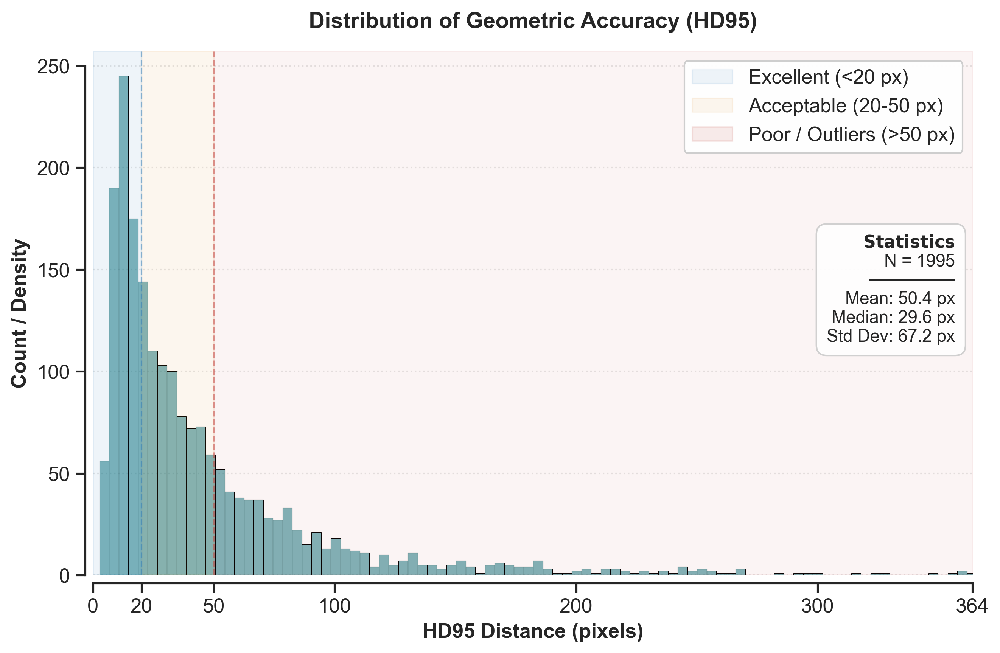 Distribution of Geometric Accuracy (HD95)
250
200
150
100
50
0
Count / Density
Excellent (<20 px)
Acceptable (20-50 px)
Poor / Outliers (>50 px)
Statistics
N = 1995
Mean: 50.4 px
Median: 29.6 px
Std Dev: 67.2 px
0 20 50 100 200 300 364
HD95 Distance (pixels)